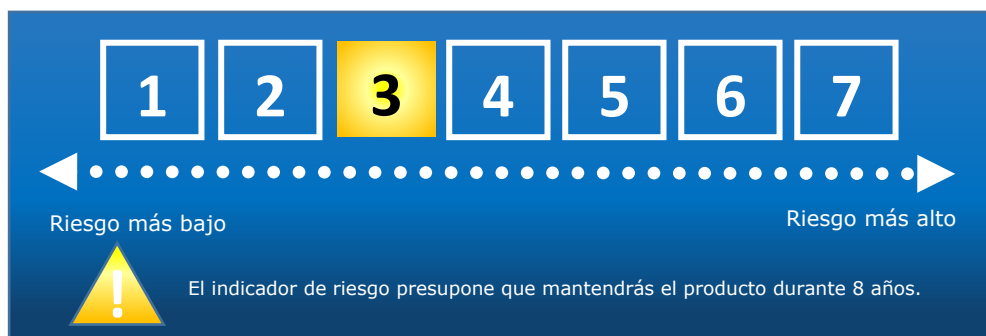 1 2 3 4 5 6 7
Riesgo más bajo
Riesgo más alto
!
El indicador de riesgo presupone que mantendrás el producto durante 8 años.